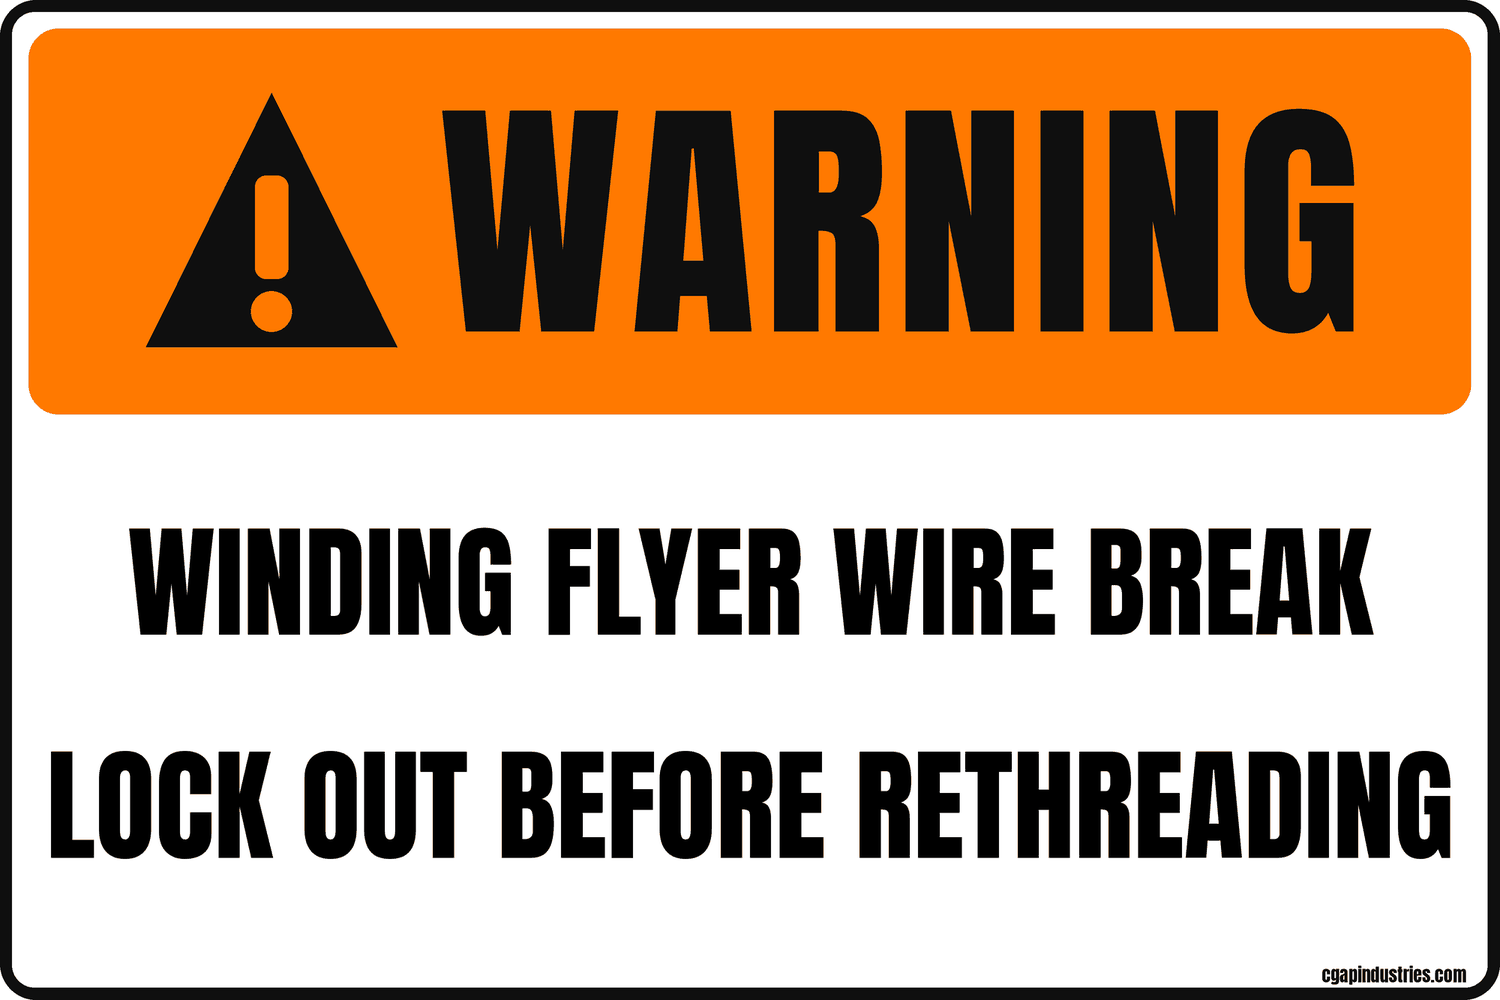 WARNING
WINDING FLYER WIRE BREAK
LOCK OUT BEFORE RETHREADING
cgapindustries.com